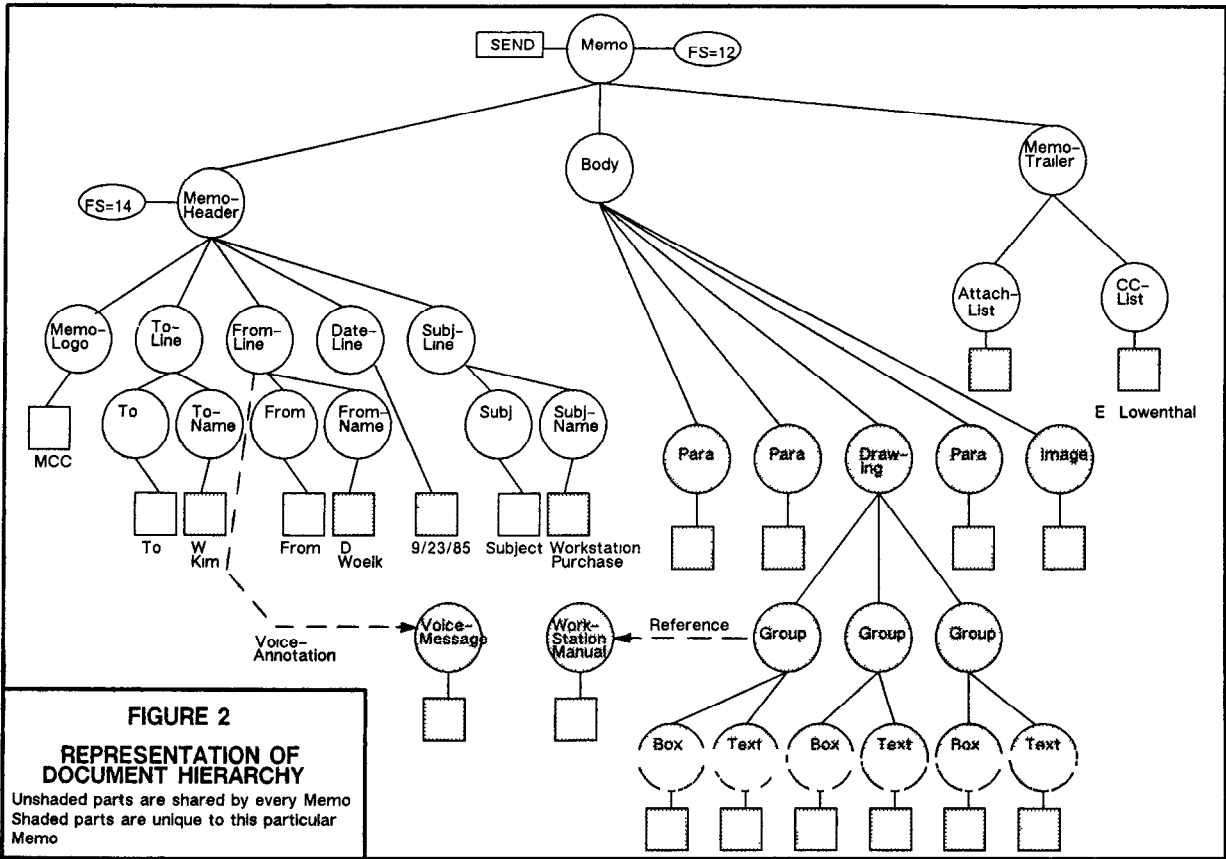 SEND
Memo
FS=12
Body
Memo-
Trailer
FS=14
Memo-
Header
Attach-
List
CC-
List
Memo-
Logo
To-
Line
From-
Line
Date-
Line
Subj-
Line
E Lowenthal
To
To-
Name
From
From-
Name
Subj
Subj-
Name
MCC
Para
Para
Draw-
ing
Para
Image
To
W
Kim
From
D
Woelk
9/23/85
Subject
Workstation
Purchase
Voice-
Annotation
Voice-
Message
Work-
Station
Manual
Reference
Group
Group
Group
Box
Text
Box
Text
Box
Text
FIGURE 2
REPRESENTATION OF
DOCUMENT HIERARCHY
Unshaded parts are shared by every Memo
Shaded parts are unique to this particular
Memo